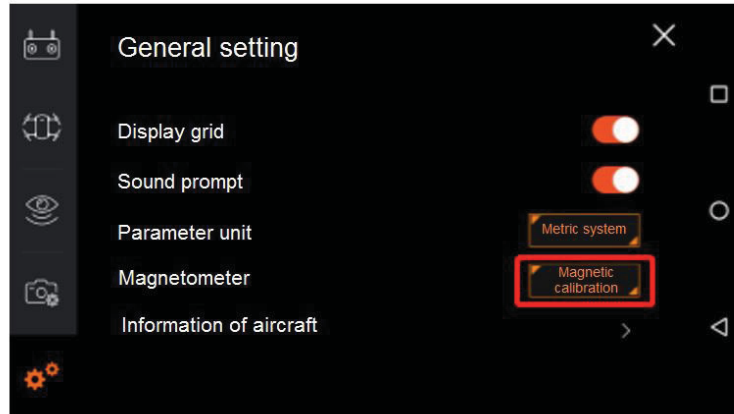 General setting
Display grid
Sound prompt
Parameter unit
Metric system
Magnetometer
Magnetic
calibration
Information of aircraft